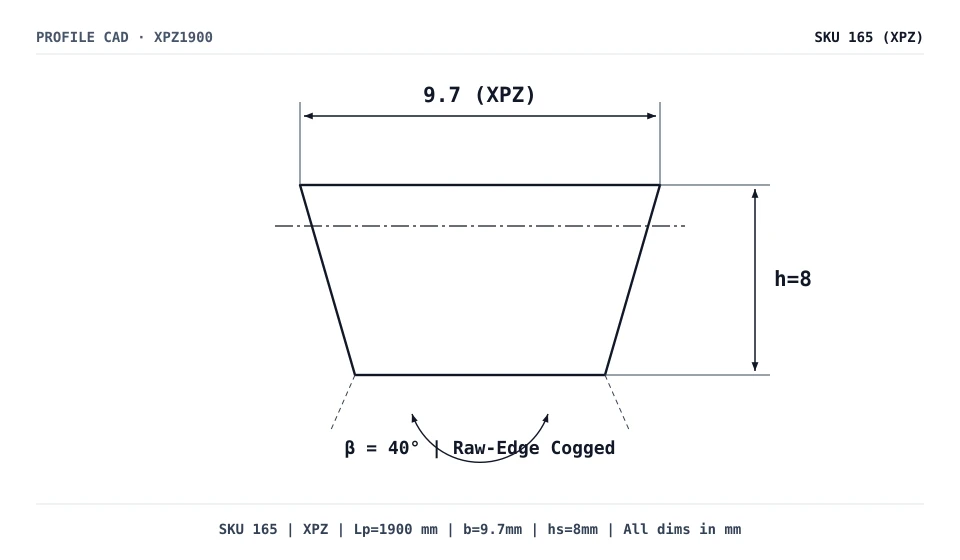 PROFILE CAD · XPZ1900
SKU 165 (XPZ)
9.7 (XPZ)
h=8
β = 40° | Raw-Edge Cogged
SKU 165 | XPZ | Lp=1900 mm | b=9.7mm | hs=8mm | All dims in mm